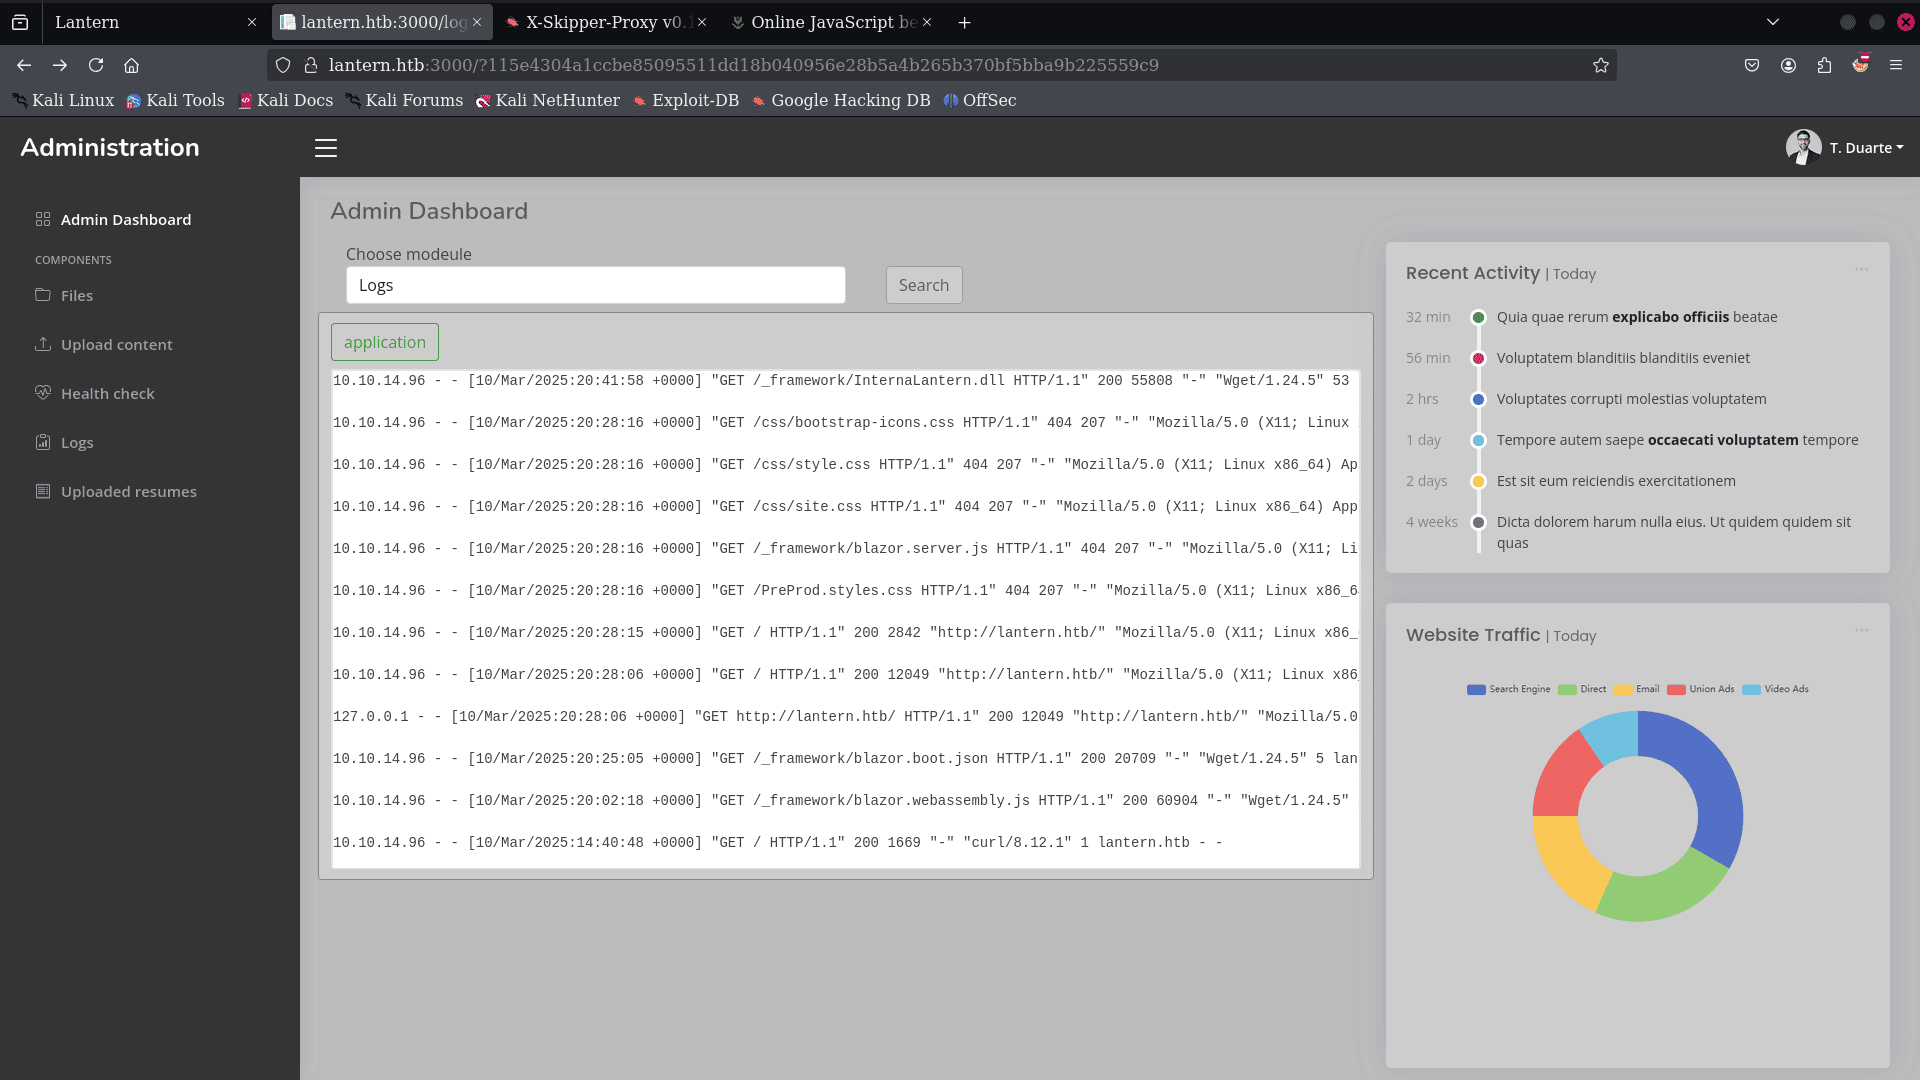 Lantern
lantern.htb:3000/log
X-Skipper-Proxy v0.1
Online JavaScript be
lantern.htb:3000/?115e4304a1ccbe85095511dd18b040956e28b5a4b265b370bf5bba9b225559c9
Kali Linux Kali Tools Kali Docs Kali Forums Kali NetHunter Exploit-DB Google Hacking DB OffSec
Administration
T. Duarte
Admin Dashboard
COMPONENTS
Files
Upload content
Health check
Logs
Uploaded resumes
Admin Dashboard
Choose modeule
Logs
Search
application
10.10.14.96 - - [10/Mar/2025:20:41:58 +0000] "GET /_framework/InternaLantern.dll HTTP/1.1" 200 55808 "-" "Wget/1.24.5" 53
10.10.14.96 - - [10/Mar/2025:20:28:16 +0000] "GET /css/bootstrap-icons.css HTTP/1.1" 404 207 "-" "Mozilla/5.0 (X11; Linux
10.10.14.96 - - [10/Mar/2025:20:28:16 +0000] "GET /css/style.css HTTP/1.1" 404 207 "-" "Mozilla/5.0 (X11; Linux x86_64) Ap
10.10.14.96 - - [10/Mar/2025:20:28:16 +0000] "GET /css/site.css HTTP/1.1" 404 207 "-" "Mozilla/5.0 (X11; Linux x86_64) App
10.10.14.96 - - [10/Mar/2025:20:28:16 +0000] "GET /_framework/blazor.server.js HTTP/1.1" 404 207 "-" "Mozilla/5.0 (X11; Li
10.10.14.96 - - [10/Mar/2025:20:28:16 +0000] "GET /PreProd.styles.css HTTP/1.1" 404 207 "-" "Mozilla/5.0 (X11; Linux x86_6
10.10.14.96 - - [10/Mar/2025:20:28:15 +0000] "GET / HTTP/1.1" 200 2842 "http://lantern.htb/" "Mozilla/5.0 (X11; Linux x86_
10.10.14.96 - - [10/Mar/2025:20:28:06 +0000] "GET / HTTP/1.1" 200 12049 "http://lantern.htb/" "Mozilla/5.0 (X11; Linux x86_
127.0.0.1 - - [10/Mar/2025:20:28:06 +0000] "GET http://lantern.htb/ HTTP/1.1" 200 12049 "http://lantern.htb/" "Mozilla/5.0
10.10.14.96 - - [10/Mar/2025:20:25:05 +0000] "GET /_framework/blazor.boot.json HTTP/1.1" 200 20709 "-" "Wget/1.24.5" 5 lan
10.10.14.96 - - [10/Mar/2025:20:02:18 +0000] "GET /_framework/blazor.webassembly.js HTTP/1.1" 200 60904 "-" "Wget/1.24.5"
10.10.14.96 - - [10/Mar/2025:14:40:48 +0000] "GET / HTTP/1.1" 200 1669 "-" "curl/8.12.1" 1 lantern.htb - -
Recent Activity | Today
32 min Quia quae rerum explicabo officiis beatae
56 min Voluptatem blanditiis blanditiis eveniet
2 hrs Voluptates corrupti molestias voluptatem
1 day Tempore autem saepe occaecati voluptatem tempore
2 days Est sit eum reiciendis exercitationem
4 weeks Dicta dolorem harum nulla eius. Ut quidem quidem sit
quas
Website Traffic | Today
Search Engine Direct Email Union Ads Video Ads